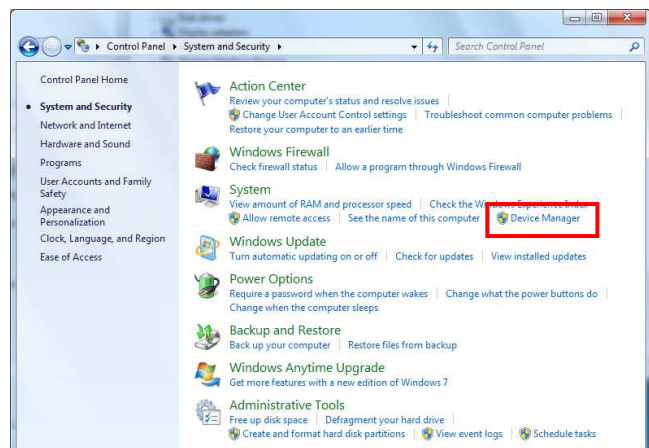 Control Panel ▸ System and Security ▸
Search Control Panel
Control Panel Home
System and Security
Network and Internet
Hardware and Sound
Programs
User Accounts and Family
Safety
Appearance and
Personalization
Clock, Language, and Region
Ease of Access
Action Center
Review your computer's status and resolve issues
Change User Account Control settings
Troubleshoot common computer problems
Restore your computer to an earlier time
Windows Firewall
Check firewall status
Allow a program through Windows Firewall
System
View amount of RAM and processor speed
Check the Windows Experience Index
Allow remote access
See the name of this computer
Device Manager
Windows Update
Turn automatic updating on or off
Check for updates
View installed updates
Power Options
Require a password when the computer wakes
Change what the power buttons do
Change when the computer sleeps
Backup and Restore
Back up your computer
Restore files from backup
Windows Anytime Upgrade
Get more features with a new edition of Windows 7
Administrative Tools
Free up disk space
Defragment your hard drive
Create and format hard disk partitions
View event logs
Schedule tasks